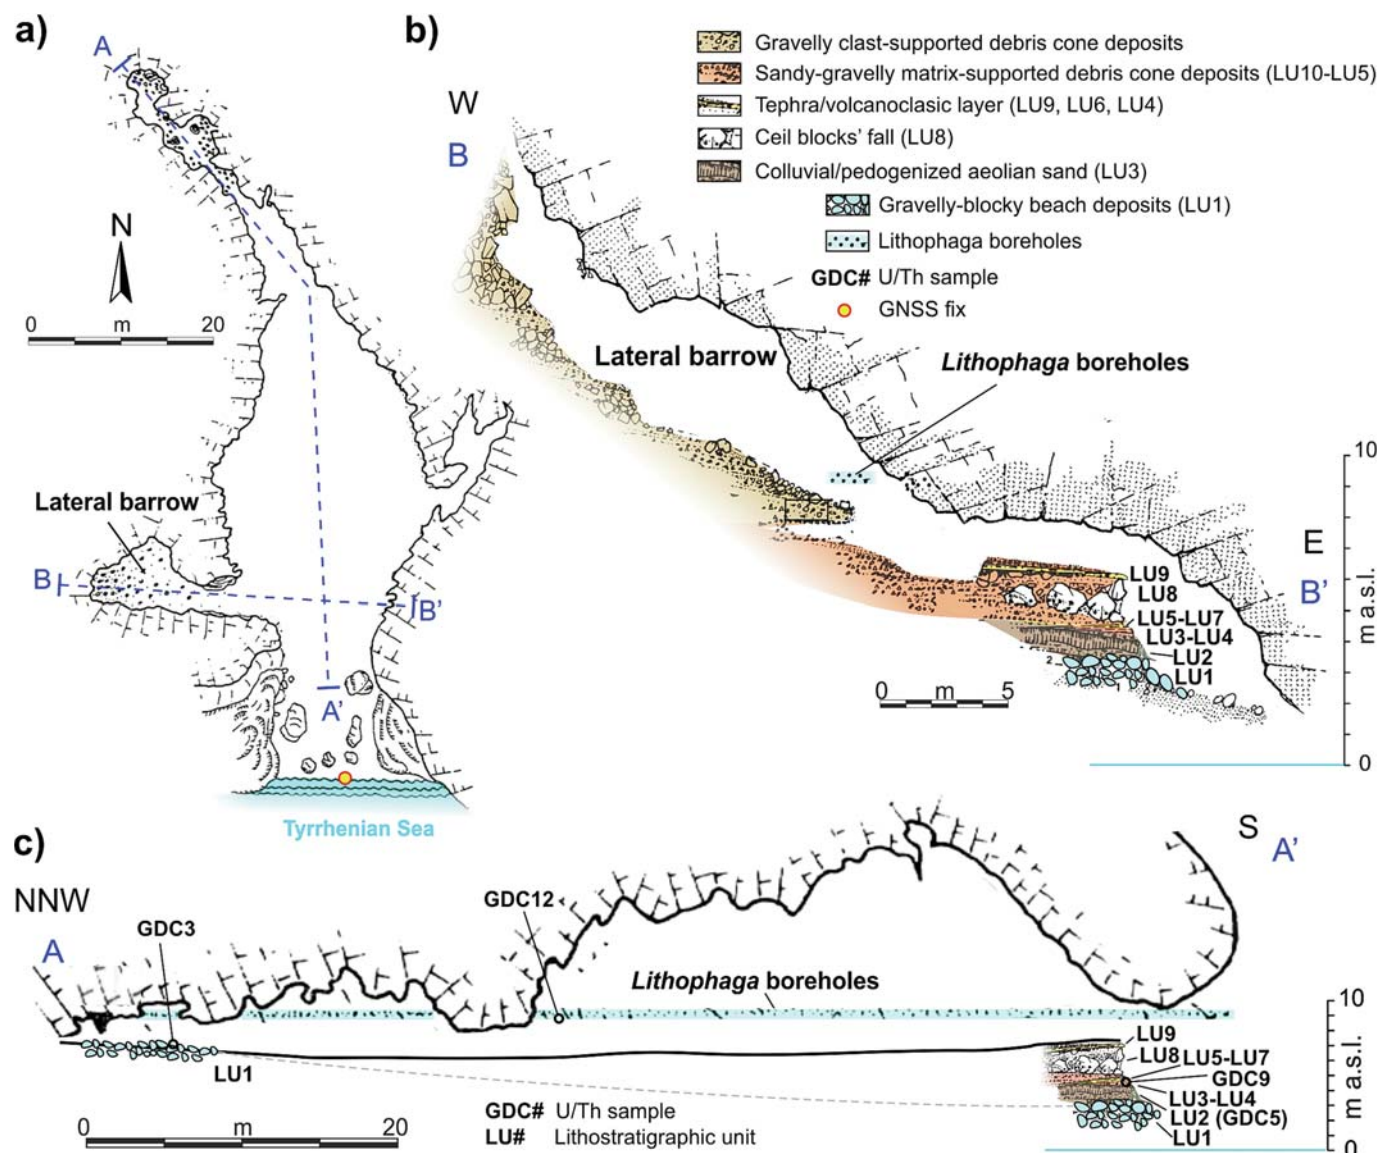 a)
A
N
0 m 20
Lateral barrow
B
B'
A'
Tyrrhenian Sea
b)
W
B
Gravelly clast-supported debris cone deposits
Sandy-gravelly matrix-supported debris cone deposits (LU10-LU5)
Tephra/volcanoclasic layer (LU9, LU6, LU4)
Ceil blocks' fall (LU8)
Colluvial/pedogenized aeolian sand (LU3)
Gravelly-blocky beach deposits (LU1)
Lithophaga boreholes
GDC# U/Th sample
GNSS fix
Lateral barrow
Lithophaga boreholes
10
E
B'
m a.s.l.
0
LU9
LU8
LU5-LU7
LU3-LU4
LU2
LU1
2
1
0 m 5
c)
NNW
A
S
A'
GDC3
GDC12
Lithophaga boreholes
10
m a.s.l.
0
LU9
LU8
LU5-LU7
GDC9
LU3-LU4
LU2 (GDC5)
LU1
LU1
0 m 20
GDC# U/Th sample
LU# Lithostratigraphic unit